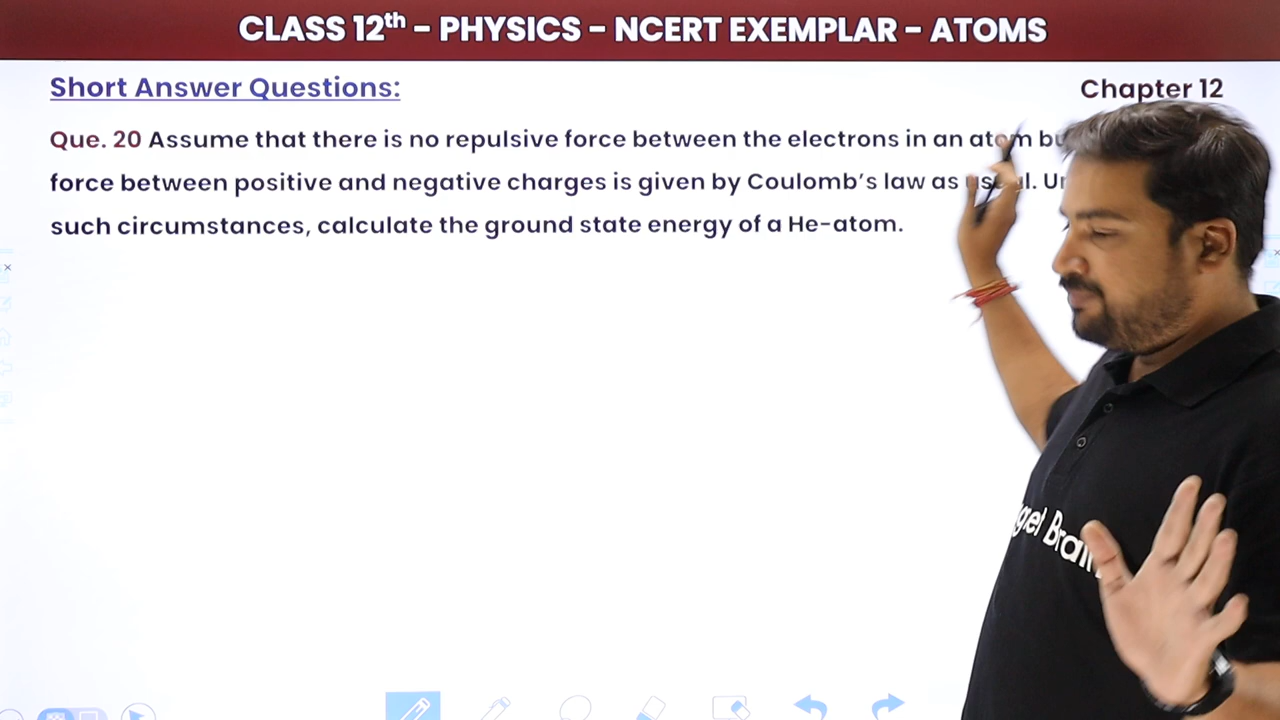 CLASS 12th - PHYSICS - NCERT EXEMPLAR - ATOMS
Short Answer Questions:
Chapter 12
Que. 20 Assume that there is no repulsive force between the electrons in an atom
force between positive and negative charges is given by Coulomb's law as
such circumstances, calculate the ground state energy of a He-atom.